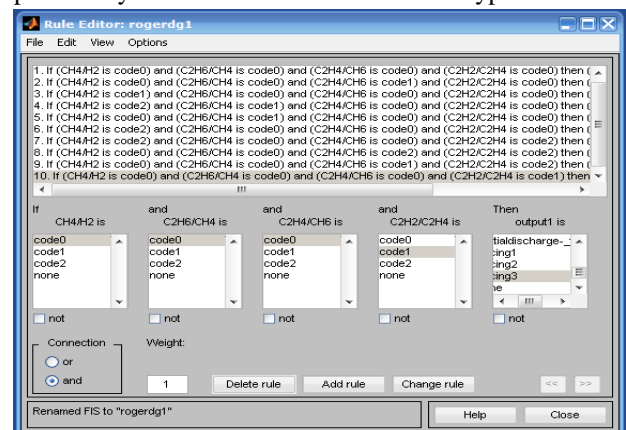 Rule Editor: rogerdg1
File Edit View Options
1. If (CH4/H2 is code0) and (C2H6/CH4 is code0) and (C2H4/CH6 is code0) and (C2H2/C2H4 is code0) then (
2. If (CH4/H2 is code0) and (C2H6/CH4 is code0) and (C2H4/CH6 is code1) and (C2H2/C2H4 is code0) then (
3. If (CH4/H2 is code1) and (C2H6/CH4 is code0) and (C2H4/CH6 is code0) and (C2H2/C2H4 is code0) then (
4. If (CH4/H2 is code2) and (C2H6/CH4 is code1) and (C2H4/CH6 is code0) and (C2H2/C2H4 is code0) then (
5. If (CH4/H2 is code0) and (C2H6/CH4 is code1) and (C2H4/CH6 is code0) and (C2H2/C2H4 is code0) then (
6. If (CH4/H2 is code2) and (C2H6/CH4 is code0) and (C2H4/CH6 is code2) and (C2H2/C2H4 is code0) then (
7. If (CH4/H2 is code2) and (C2H6/CH4 is code0) and (C2H4/CH6 is code0) and (C2H2/C2H4 is code2) then (
8. If (CH4/H2 is code2) and (C2H6/CH4 is code0) and (C2H4/CH6 is code2) and (C2H2/C2H4 is code2) then (
9. If (CH4/H2 is code0) and (C2H6/CH4 is code0) and (C2H4/CH6 is code1) and (C2H2/C2H4 is code2) then (
10. If (CH4/H2 is code0) and (C2H6/CH4 is code0) and (C2H4/CH6 is code0) and (C2H2/C2H4 is code1) then
If and and and Then
CH4/H2 is C2H6/CH4 is C2H4/CH6 is C2H2/C2H4 is output1 is
code0 code0 code0 code0 tialdischarge-_
code1 code1 code1 code1 cing1
code2 code2 code2 code2 cing2
none none none none cing3
ne
not not not not not
Connection Weight:
or
and 1 Delete rule Add rule Change rule << >>
Renamed FIS to "rogerdg1" Help Close